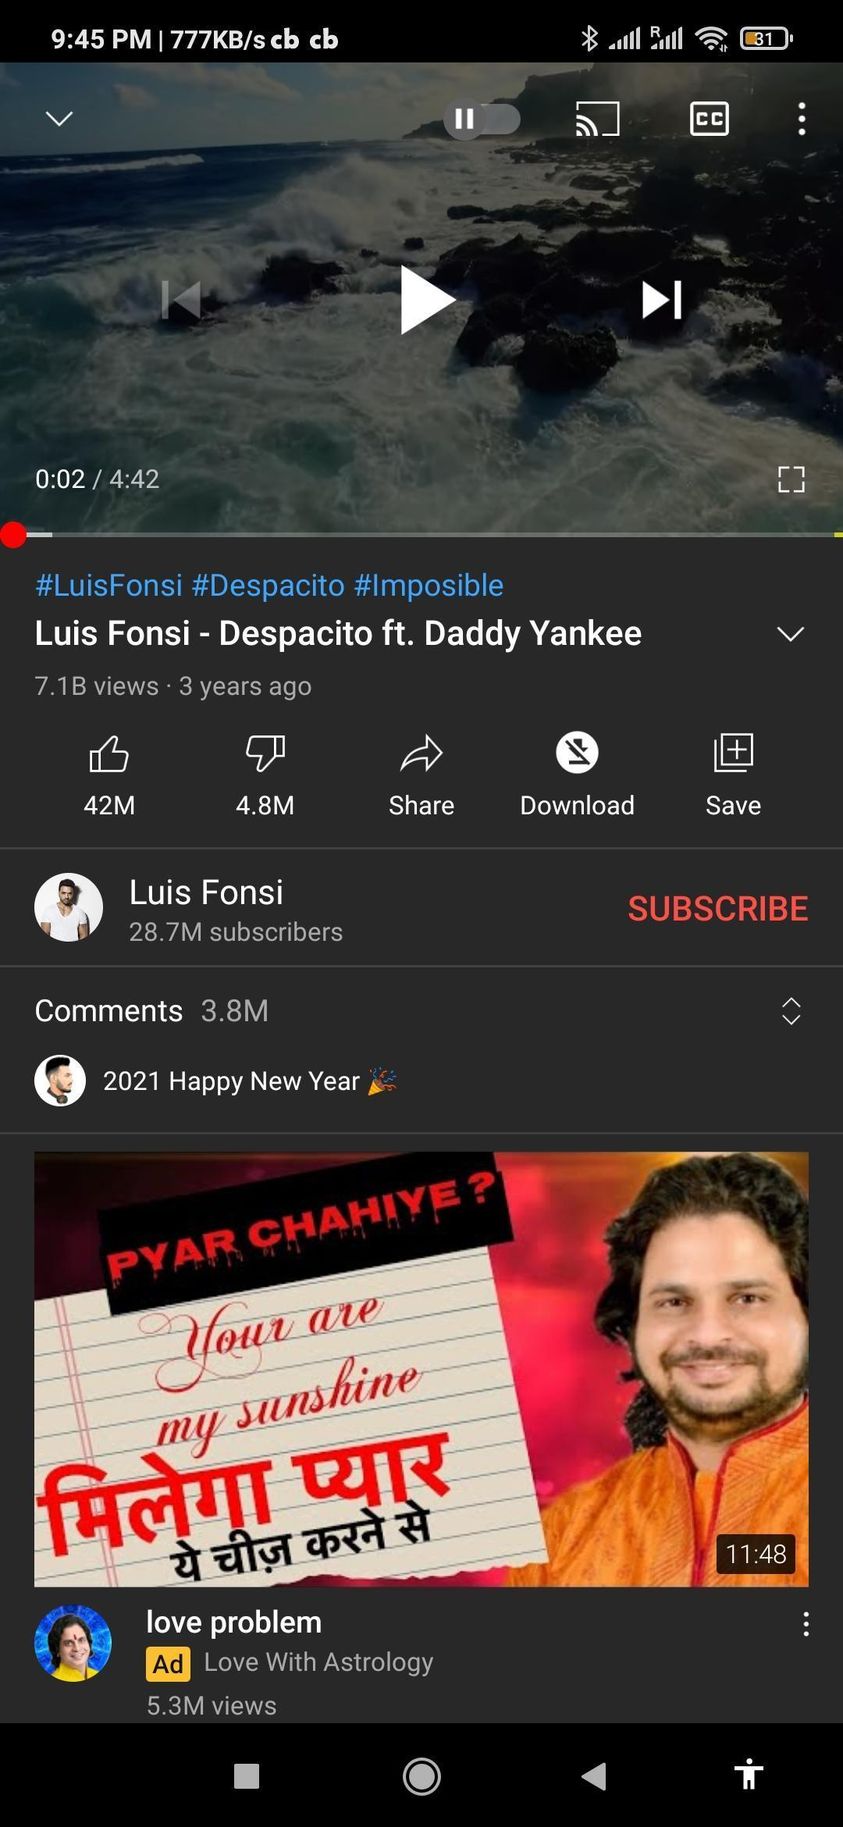 9:45 PM | 777KB/s cb cb
R
31
CC
0:02 / 4:42
#LuisFonsi #Despacito #Imposible
Luis Fonsi - Despacito ft. Daddy Yankee
7.1B views · 3 years ago
42M
4.8M
Share
Download
Save
Luis Fonsi
28.7M subscribers
SUBSCRIBE
Comments 3.8M
2021 Happy New Year 🎉
PYAR CHAHIYE ?
Your are
my sunshine
मिलेगा प्यार
ये चीज़ करने से
11:48
love problem
Ad Love With Astrology
5.3M views